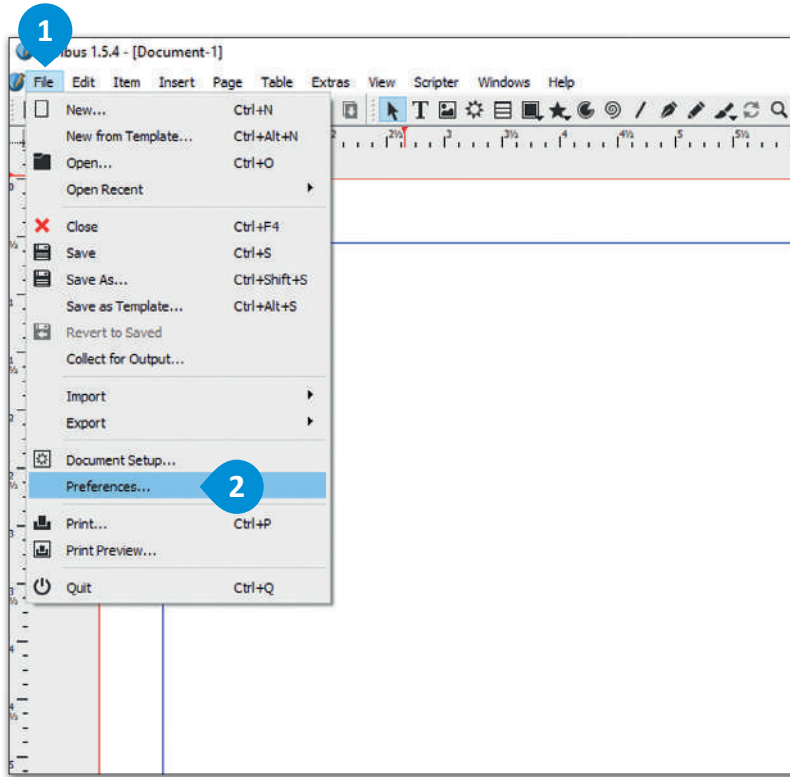 1
bus 1.5.4 - [Document-1]
File Edit Item Insert Page Table Extras View Scripter Windows Help
New... Ctrl+N
New from Template... Ctrl+Alt+N
Open... Ctrl+O
Open Recent
Close Ctrl+F4
Save Ctrl+S
Save As... Ctrl+Shift+S
Save as Template... Ctrl+Alt+S
Revert to Saved
Collect for Output...
Import
Export
Document Setup...
Preferences... 2
Print... Ctrl+P
Print Preview...
Quit Ctrl+Q